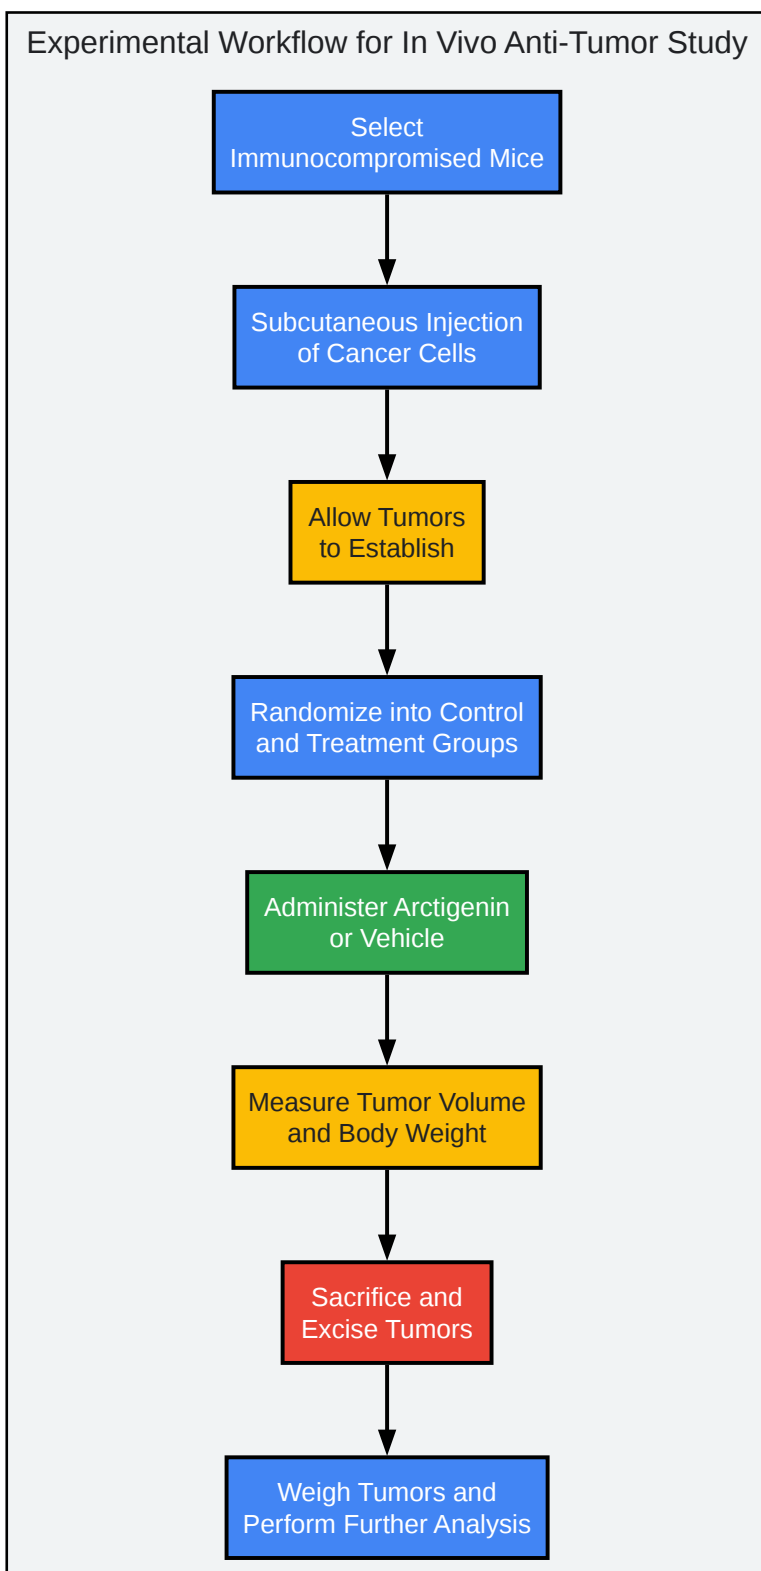 Experimental Workflow for In Vivo Anti-Tumor Study
Select
Immunocompromised Mice
Subcutaneous Injection
of Cancer Cells
Allow Tumors
to Establish
Randomize into Control
and Treatment Groups
Administer Arctigenin
or Vehicle
Measure Tumor Volume
and Body Weight
Sacrifice and
Excise Tumors
Weigh Tumors and
Perform Further Analysis